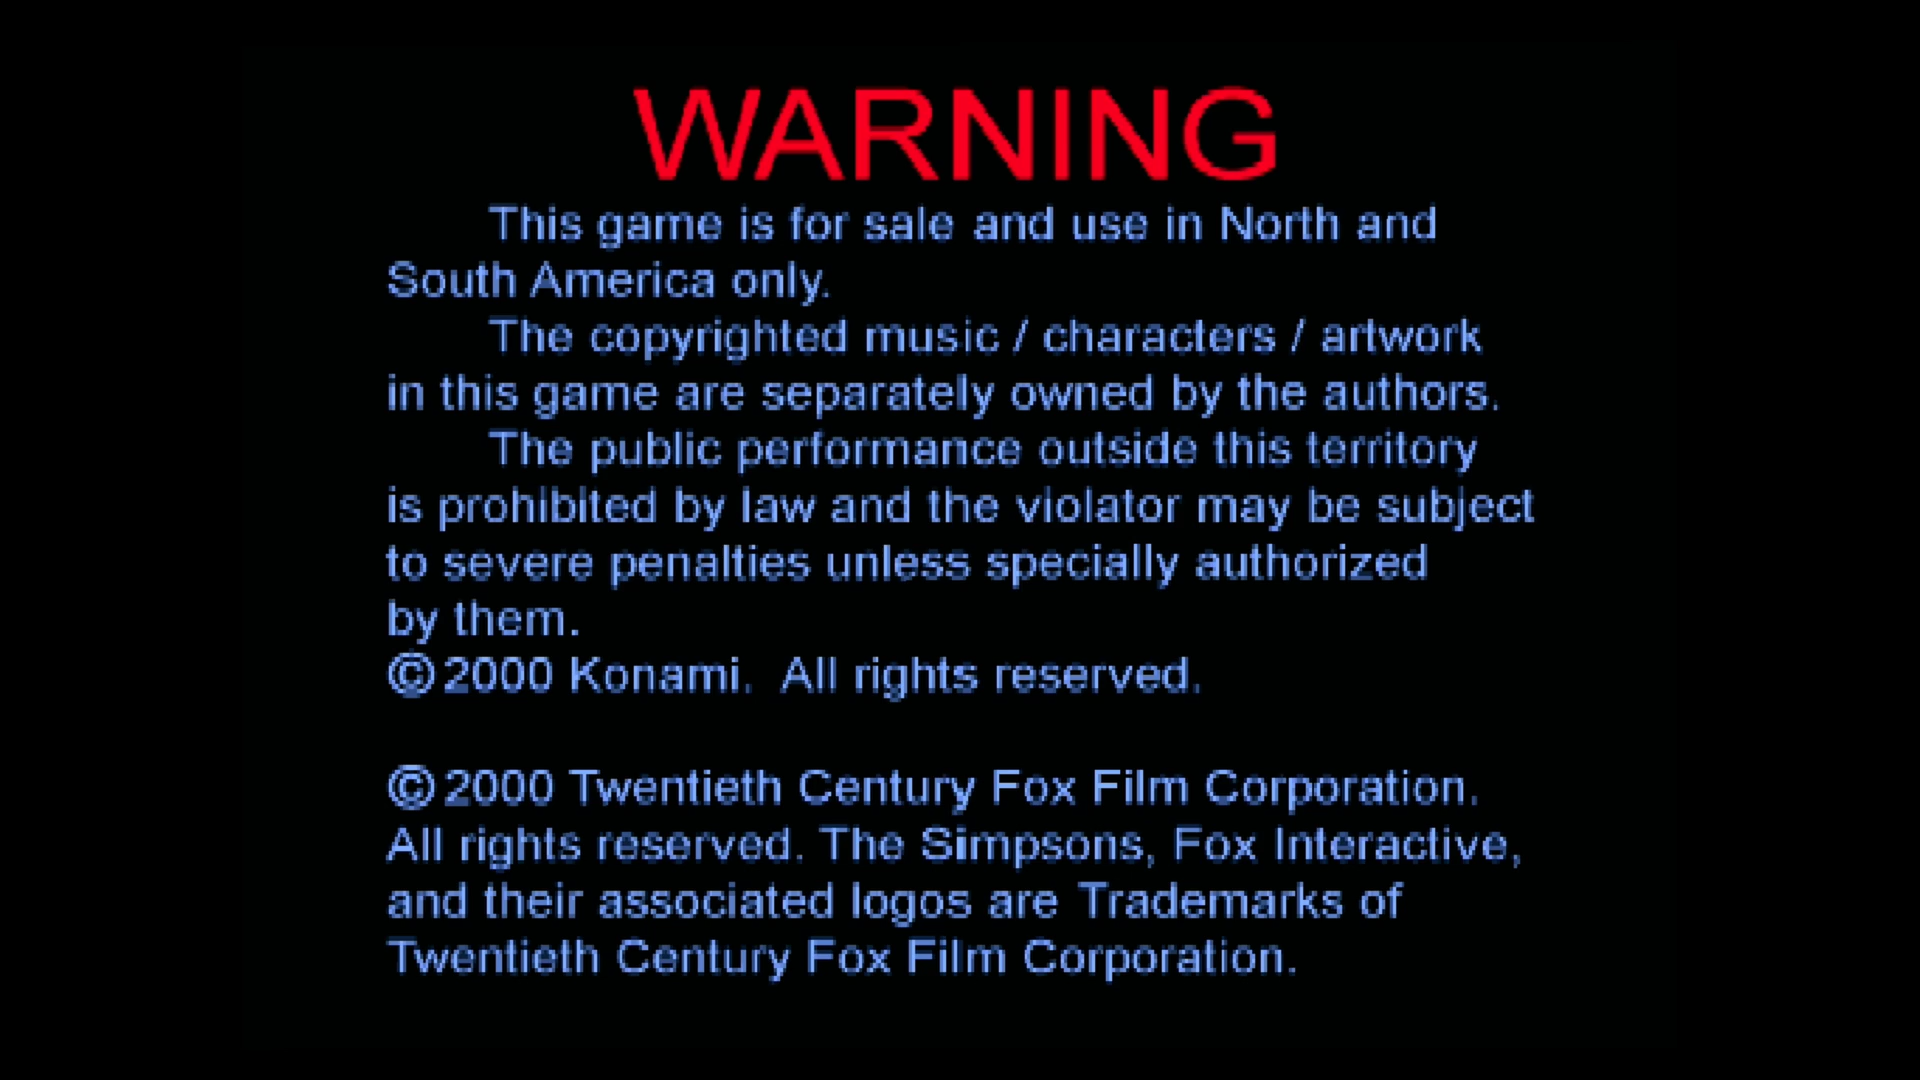 WARNING
This game is for sale and use in North and
South America only.
The copyrighted music / characters / artwork
in this game are separately owned by the authors.
The public performance outside this territory
is prohibited by law and the violator may be subject
to severe penalties unless specially authorized
by them.
©2000 Konami.  All rights reserved.
©2000 Twentieth Century Fox Film Corporation.
All rights reserved. The Simpsons, Fox Interactive,
and their associated logos are Trademarks of
Twentieth Century Fox Film Corporation.